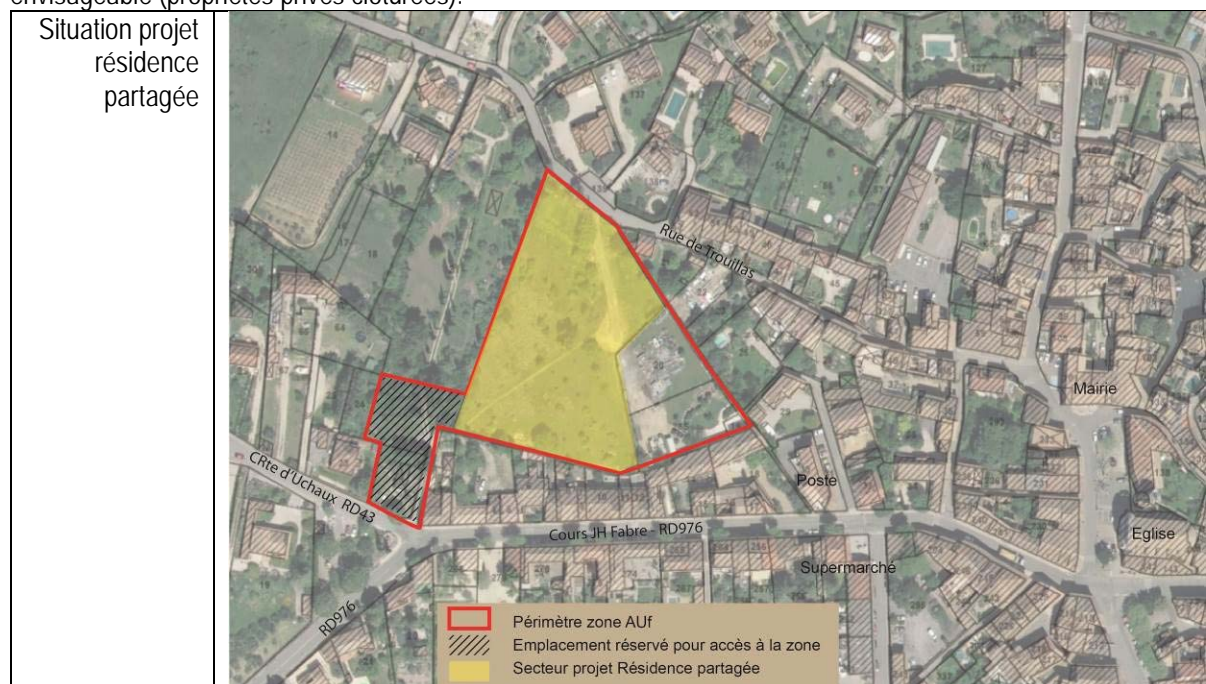 envisageable (propriétés privés clôturées).
Situation projet
résidence
partagée
Rue de Trouillas
Mairie
Poste
CRte d'Uchaux RD43
Cours JH Fabre - RD976
Eglise
Supermarché
RD976
Périmètre zone AUf
Emplacement réservé pour accès à la zone
Secteur projet Résidence partagée